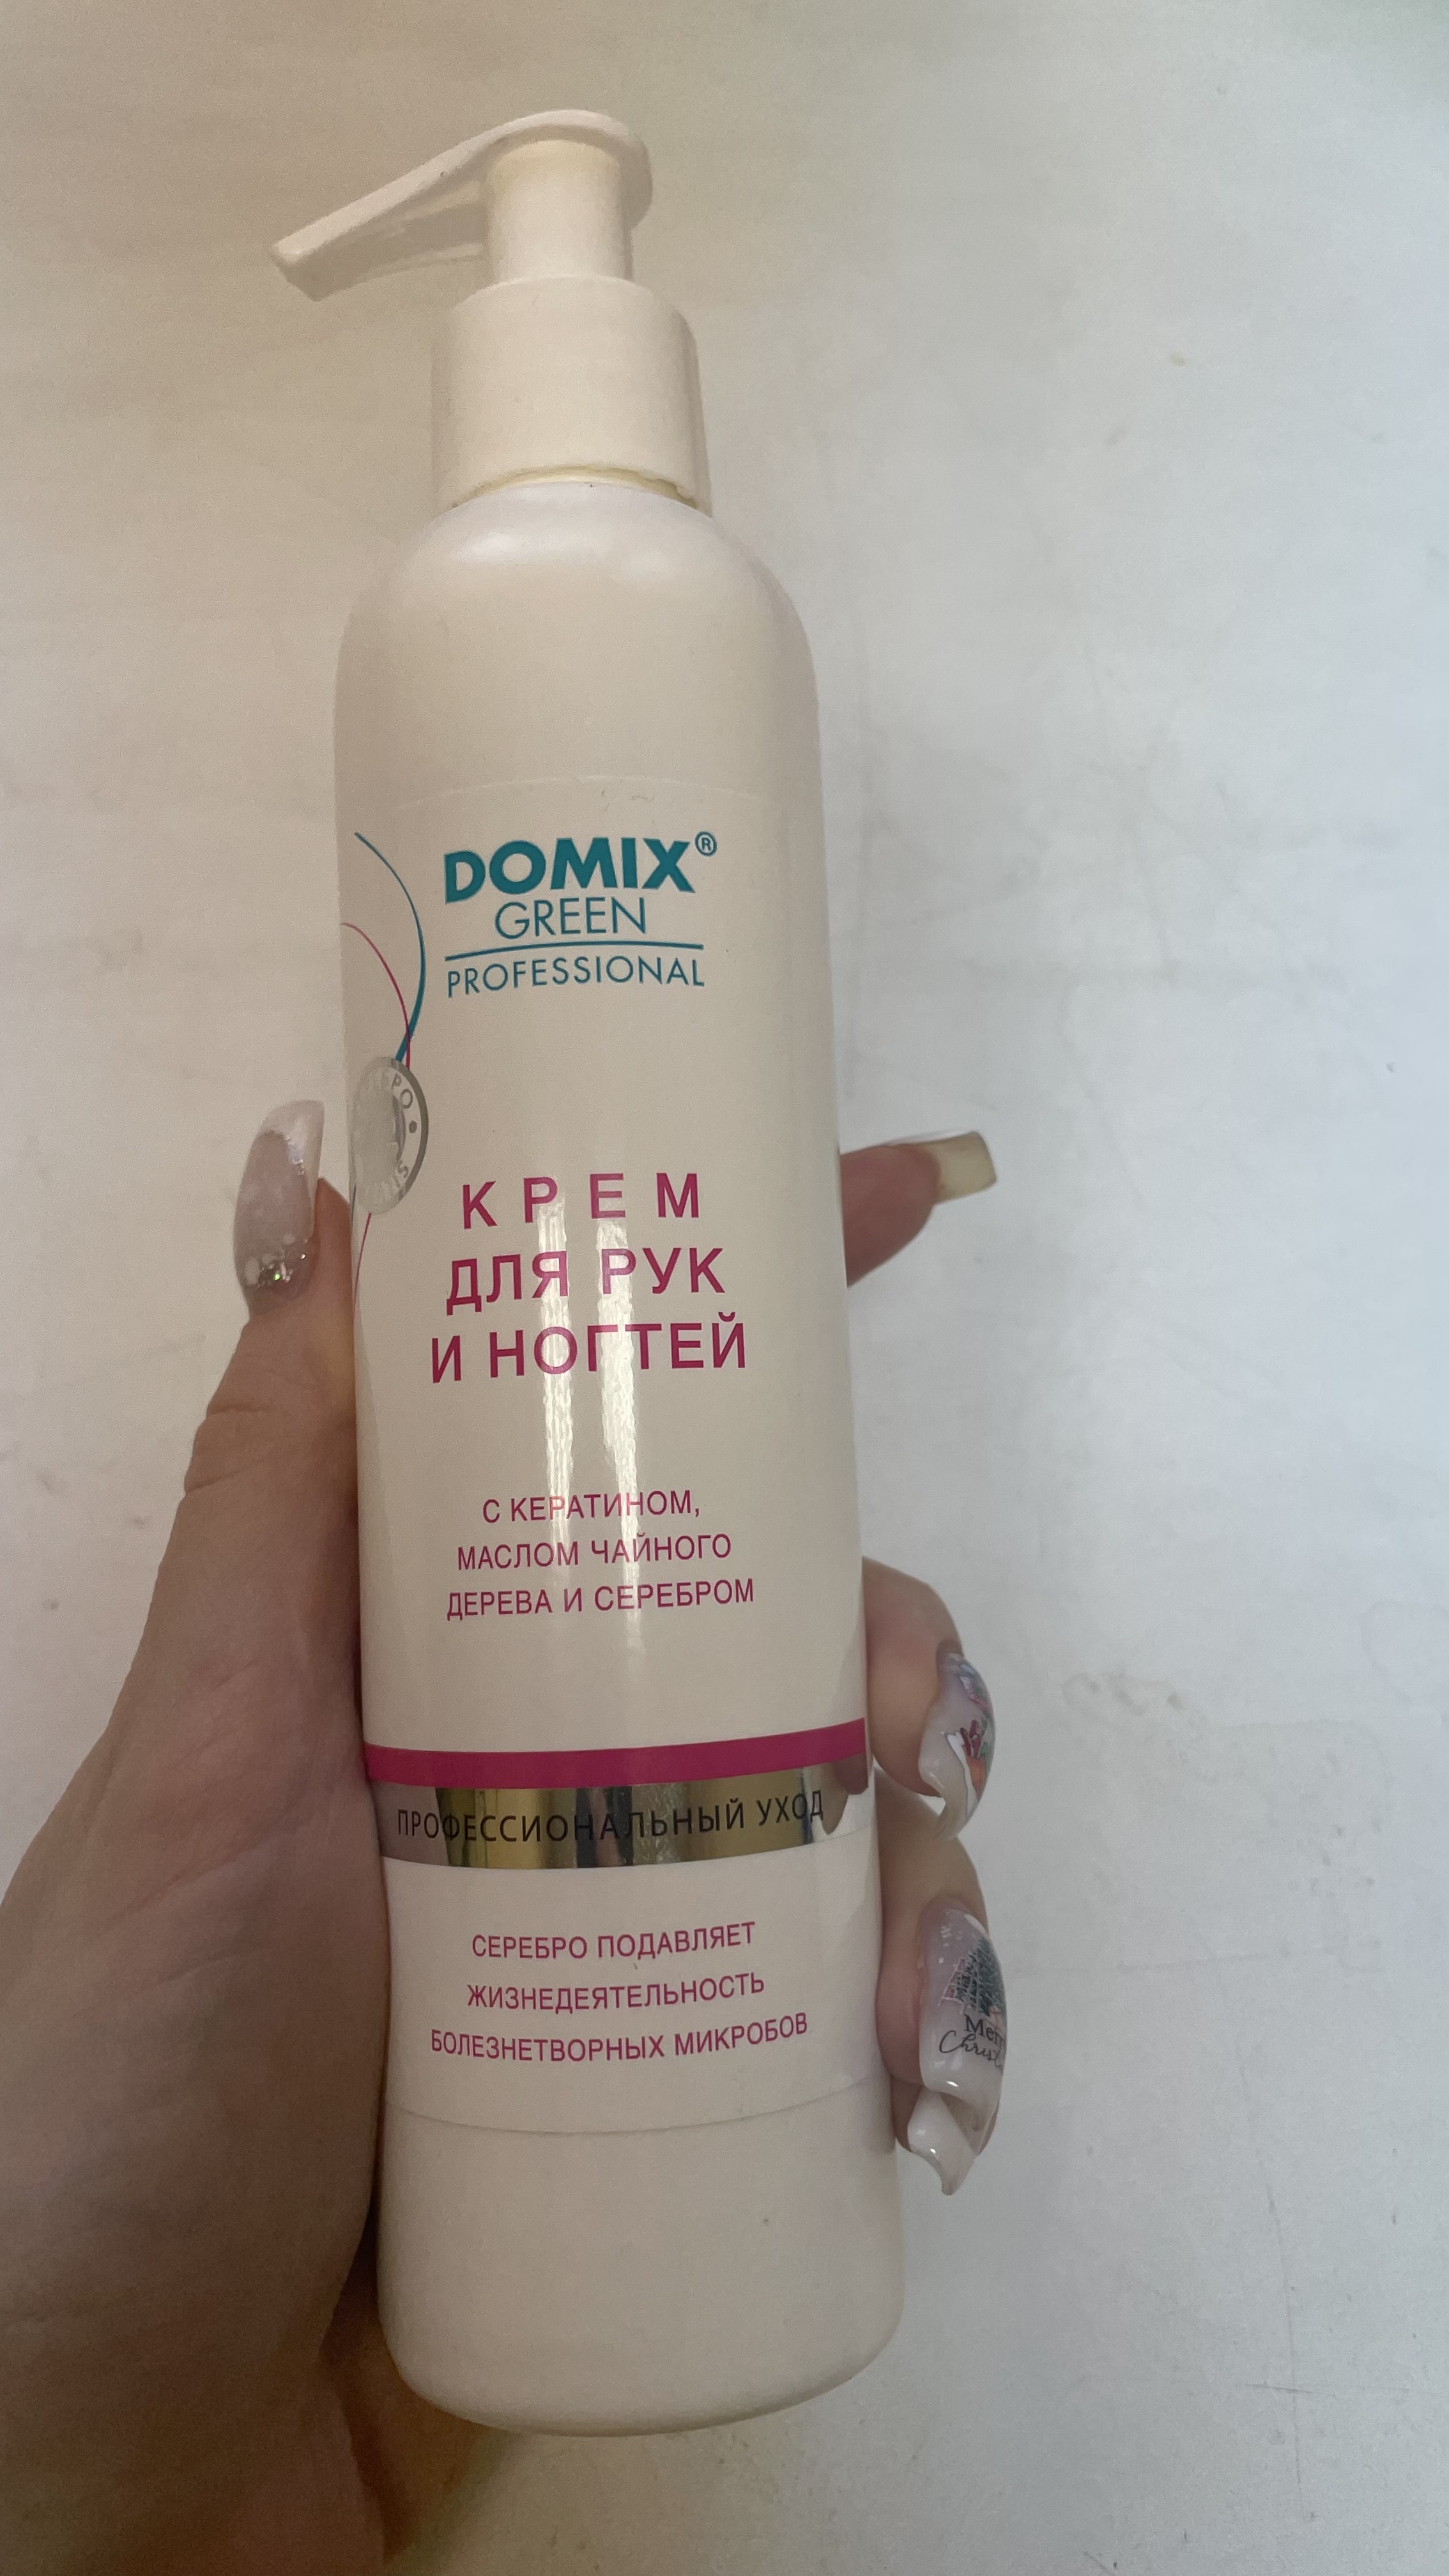 DOMIX®
GREEN
PROFESSIONAL
КРЕМ
ДЛЯ РУК
И НОГТЕЙ
С КЕРАТИНОМ,
МАСЛОМ ЧАЙНОГО
ДЕРЕВА И СЕРЕБРОМ
ПРОФЕССИОНАЛЬНЫЙ УХОД
СЕРЕБРО ПОДАВЛЯЕТ
ЖИЗНЕДЕЯТЕЛЬНОСТЬ
БОЛЕЗНЕТВОРНЫХ МИКРОБОВ